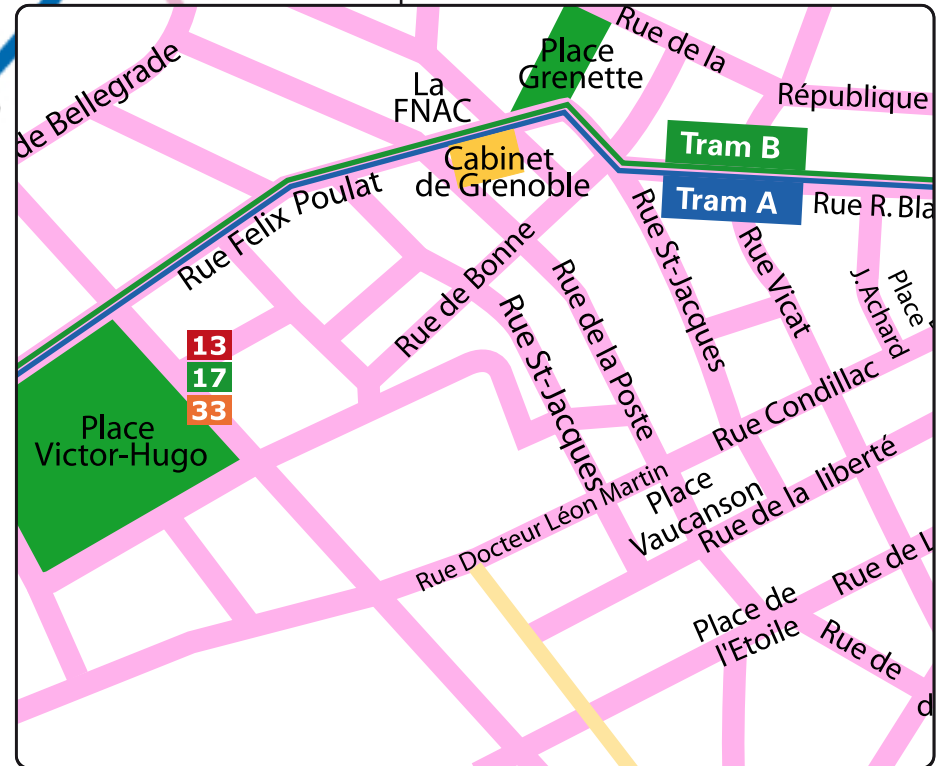 Rue de la
Place
Grenette
de Bellegrade
La
FNAC
République
Tram B
Cabinet
de Grenoble
Tram A
Rue R. Bla
Rue Felix Poulat
Rue de Bonne
Rue St-Jacques
Rue Vicat
J. Achard
Place
Rue de la Poste
Rue St-Jacques
13
17
33
Place
Victor-Hugo
Rue Condillac
Rue Docteur Léon Martin
Place
Vaucanson
Rue de la liberté
Rue de L
Place de
l'Etoile
Rue de
d